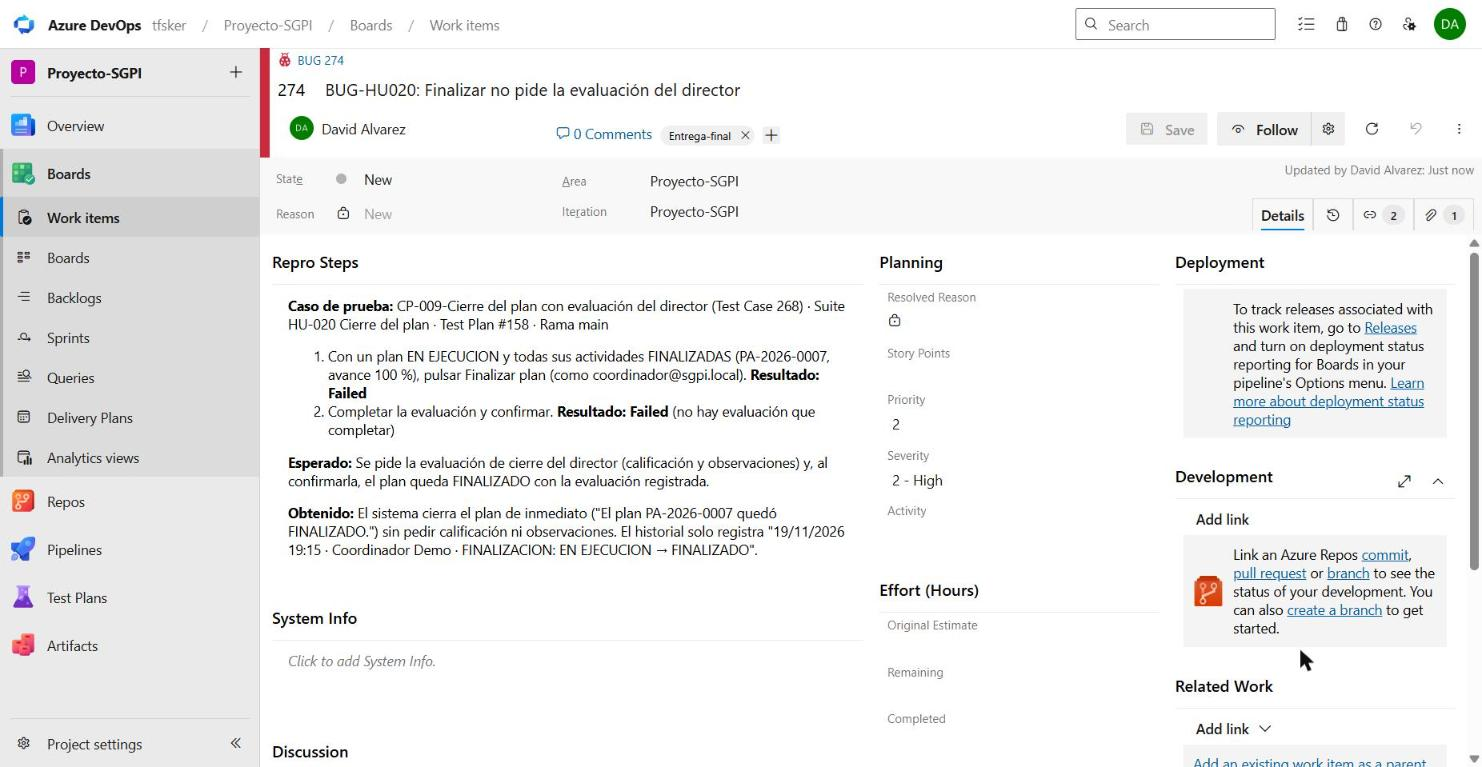 Azure DevOps tfsker / Proyecto-SGPI / Boards / Work items
Search
DA
P Proyecto-SGPI
Overview
Boards
Work items
Boards
Backlogs
Sprints
Queries
Delivery Plans
Analytics views
Repos
Pipelines
Test Plans
Artifacts
Project settings
BUG 274
274 BUG-HU020: Finalizar no pide la evaluación del director
DA David Alvarez
0 Comments
Entrega-final
Save
Follow
State New
Reason New
Area Proyecto-SGPI
Iteration Proyecto-SGPI
Updated by David Alvarez: Just now
Details
2
1
Repro Steps
Caso de prueba: CP-009-Cierre del plan con evaluación del director (Test Case 268) · Suite
HU-020 Cierre del plan · Test Plan #158 · Rama main
1. Con un plan EN EJECUCION y todas sus actividades FINALIZADAS (PA-2026-0007,
avance 100 %), pulsar Finalizar plan (como coordinador@sgpi.local). Resultado:
Failed
2. Completar la evaluación y confirmar. Resultado: Failed (no hay evaluación que
completar)
Esperado: Se pide la evaluación de cierre del director (calificación y observaciones) y, al
confirmarla, el plan queda FINALIZADO con la evaluación registrada.
Obtenido: El sistema cierra el plan de inmediato ("El plan PA-2026-0007 quedó
FINALIZADO.") sin pedir calificación ni observaciones. El historial solo registra "19/11/2026
19:15 · Coordinador Demo · FINALIZACION: EN EJECUCION → FINALIZADO".
System Info
Click to add System Info.
Discussion
Planning
Resolved Reason
Story Points
Priority
2
Severity
2 - High
Activity
Effort (Hours)
Original Estimate
Remaining
Completed
Deployment
To track releases associated with
this work item, go to Releases
and turn on deployment status
reporting for Boards in your
pipeline's Options menu. Learn
more about deployment status
reporting
Development
Add link
Link an Azure Repos commit,
pull request or branch to see the
status of your development. You
can also create a branch to get
started.
Related Work
Add link
Add an existing work item as a parent